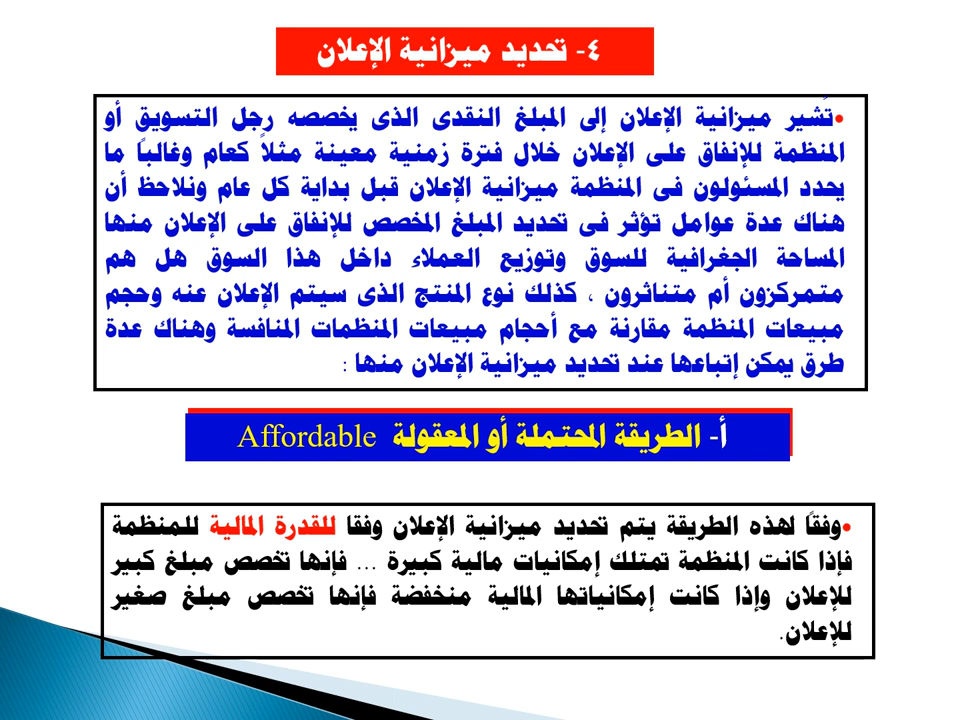 ٤- تحديد ميزانية الإعلان
•تُشير ميزانية الإعلان إلى المبلغ النقدى الذى يخصصه رجل التسويق أو
المنظمة للإنفاق على الإعلان خلال فترة زمنية معينة مثلاً كعام وغالباً ما
يحدد المسئولون فى المنظمة ميزانية الإعلان قبل بداية كل عام ونلاحظ أن
هناك عدة عوامل تؤثر فى تحديد المبلغ المخصص للإنفاق على الإعلان منها
المساحة الجغرافية للسوق وتوزيع العملاء داخل هذا السوق هل هم
متمركزون أم متناثرون ، كذلك نوع المنتج الذى سيتم الإعلان عنه وحجم
مبيعات المنظمة مقارنة مع أحجام مبيعات المنظمات المنافسة وهناك عدة
طرق يمكن إتباعها عند تحديد ميزانية الإعلان منها :
أ- الطريقة المحتملة أو المعقولة Affordable
•وفقاً لهذه الطريقة يتم تحديد ميزانية الإعلان وفقا للقدرة المالية للمنظمة
فإذا كانت المنظمة تمتلك إمكانيات مالية كبيرة ... فإنها تخصص مبلغ كبير
للإعلان وإذا كانت إمكانياتها المالية منخفضة فإنها تخصص مبلغ صغير
للإعلان.